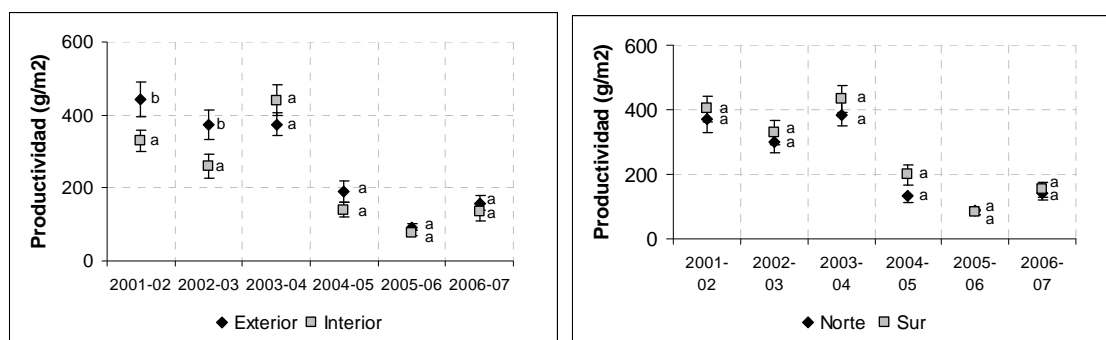 Productividad (g/m2)
600
400
200
0
b
a
b
a
a
a
a
a
a
a
a
a
2001-02 2002-03 2003-04 2004-05 2005-06 2006-07
Exterior Interior
Productividad (g/m2)
600
400
200
0
a
a
a
a
a
a
a
a
a
a
a
a
2001-
02
2002-
03
2003-
04
2004-
05
2005-
06
2006-
07
Norte Sur